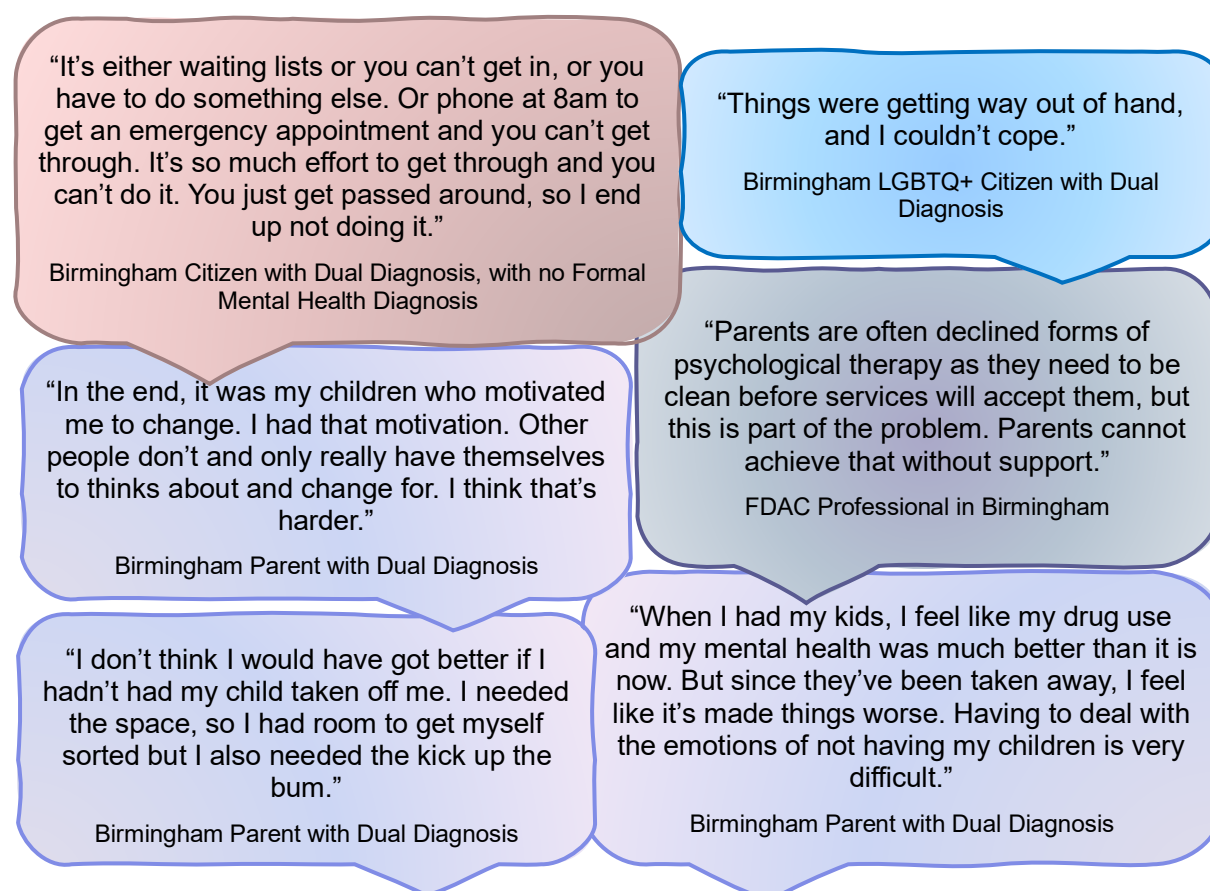 “It’s either waiting lists or you can’t get in, or you
have to do something else. Or phone at 8am to
get an emergency appointment and you can’t get
through. It’s so much effort to get through and you
can’t do it. You just get passed around, so I end
up not doing it.”
Birmingham Citizen with Dual Diagnosis, with no Formal
Mental Health Diagnosis
“Things were getting way out of hand,
and I couldn’t cope.”
Birmingham LGBTQ+ Citizen with Dual
Diagnosis
“Parents are often declined forms of
psychological therapy as they need to be
clean before services will accept them, but
this is part of the problem. Parents cannot
achieve that without support.”
FDAC Professional in Birmingham
“In the end, it was my children who motivated
me to change. I had that motivation. Other
people don’t and only really have themselves
to thinks about and change for. I think that’s
harder.”
Birmingham Parent with Dual Diagnosis
“I don’t think I would have got better if I
hadn’t had my child taken off me. I needed
the space, so I had room to get myself
sorted but I also needed the kick up the
bum.”
Birmingham Parent with Dual Diagnosis
“When I had my kids, I feel like my drug use
and my mental health was much better than it is
now. But since they’ve been taken away, I feel
like it’s made things worse. Having to deal with
the emotions of not having my children is very
difficult.”
Birmingham Parent with Dual Diagnosis